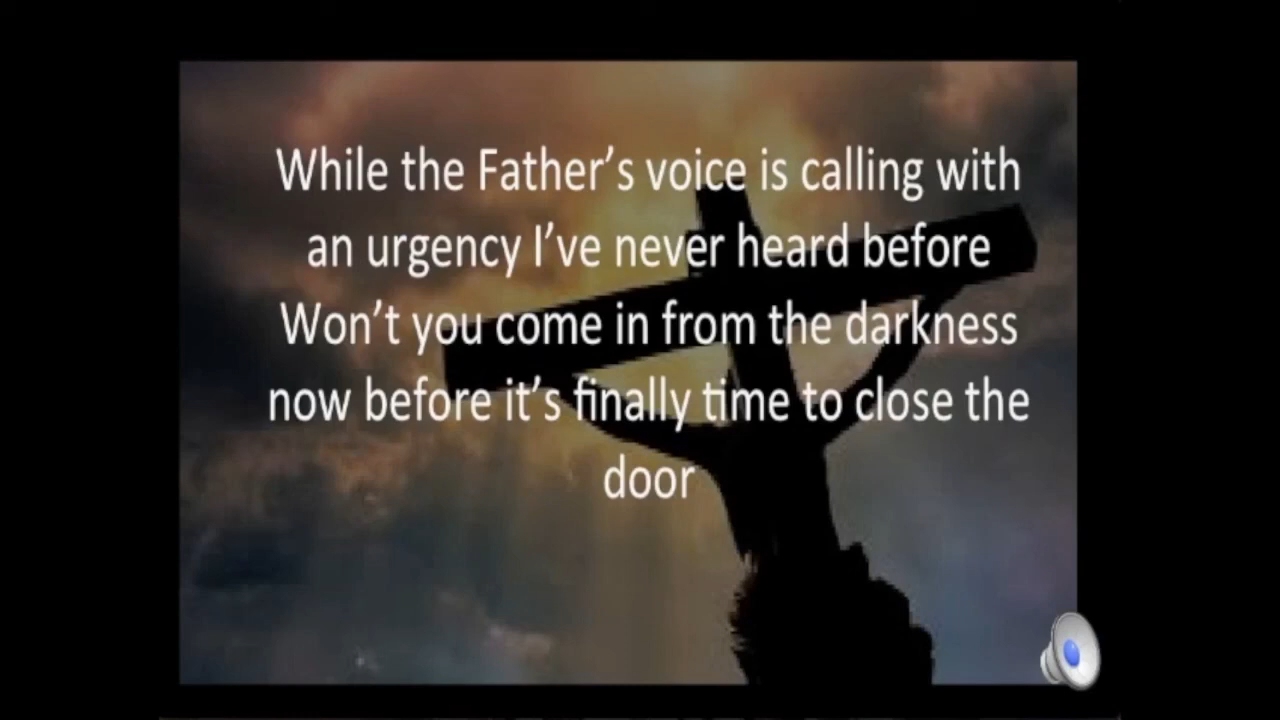 While the Father’s voice is calling with
an urgency I’ve never heard before
Won’t you come in from the darkness
now before it’s finally time to close the
door